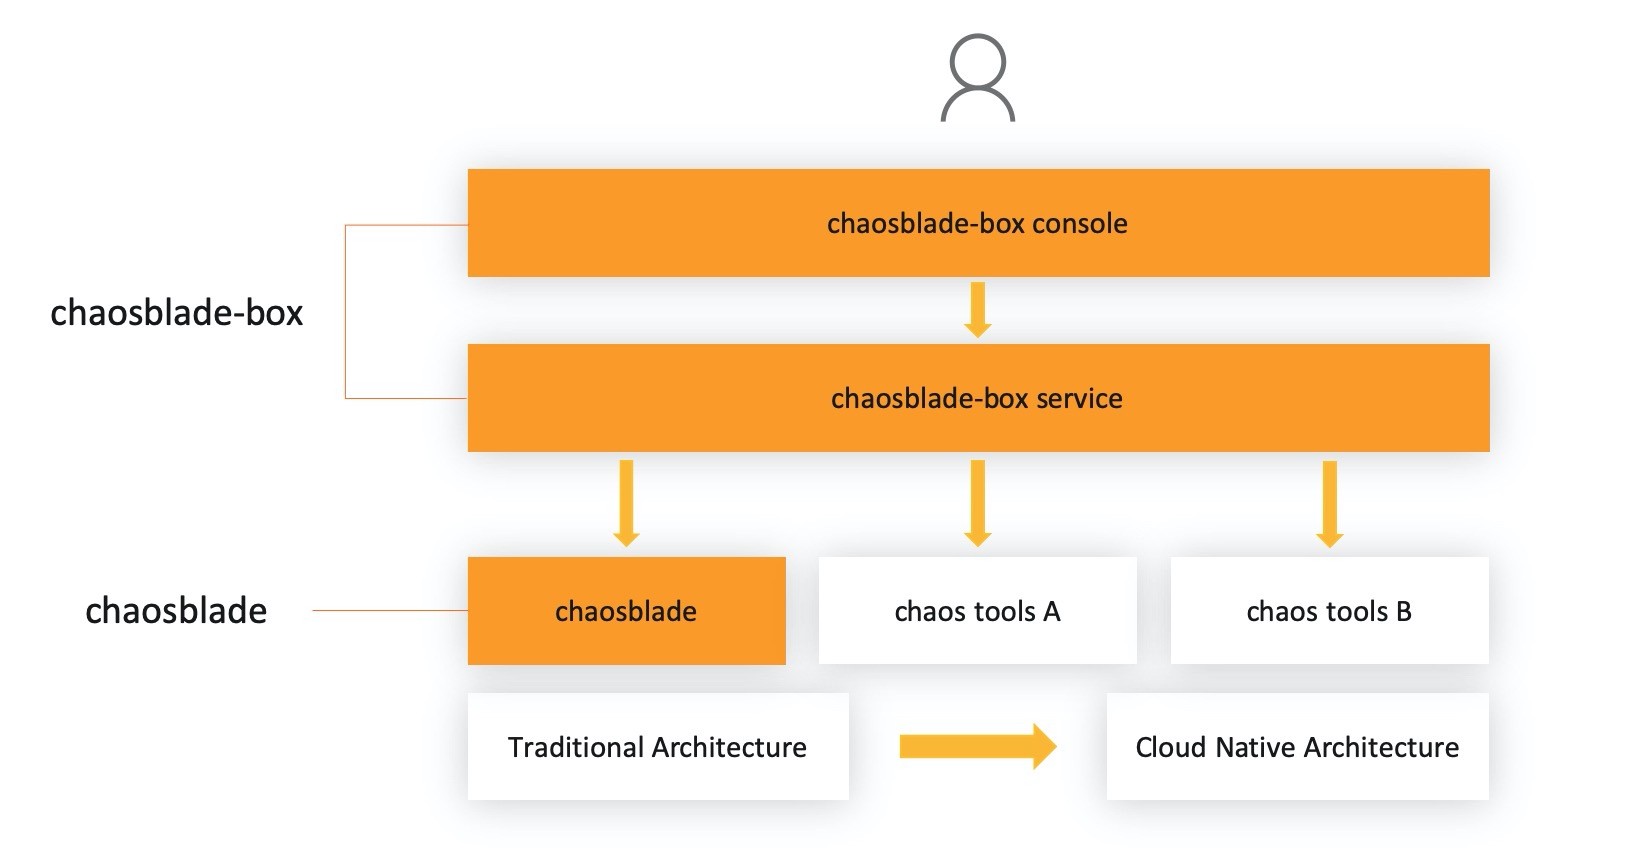 chaosblade-box console
chaosblade-box
chaosblade-box service
chaosblade
chaosblade
chaos tools A
chaos tools B
Traditional Architecture
Cloud Native Architecture